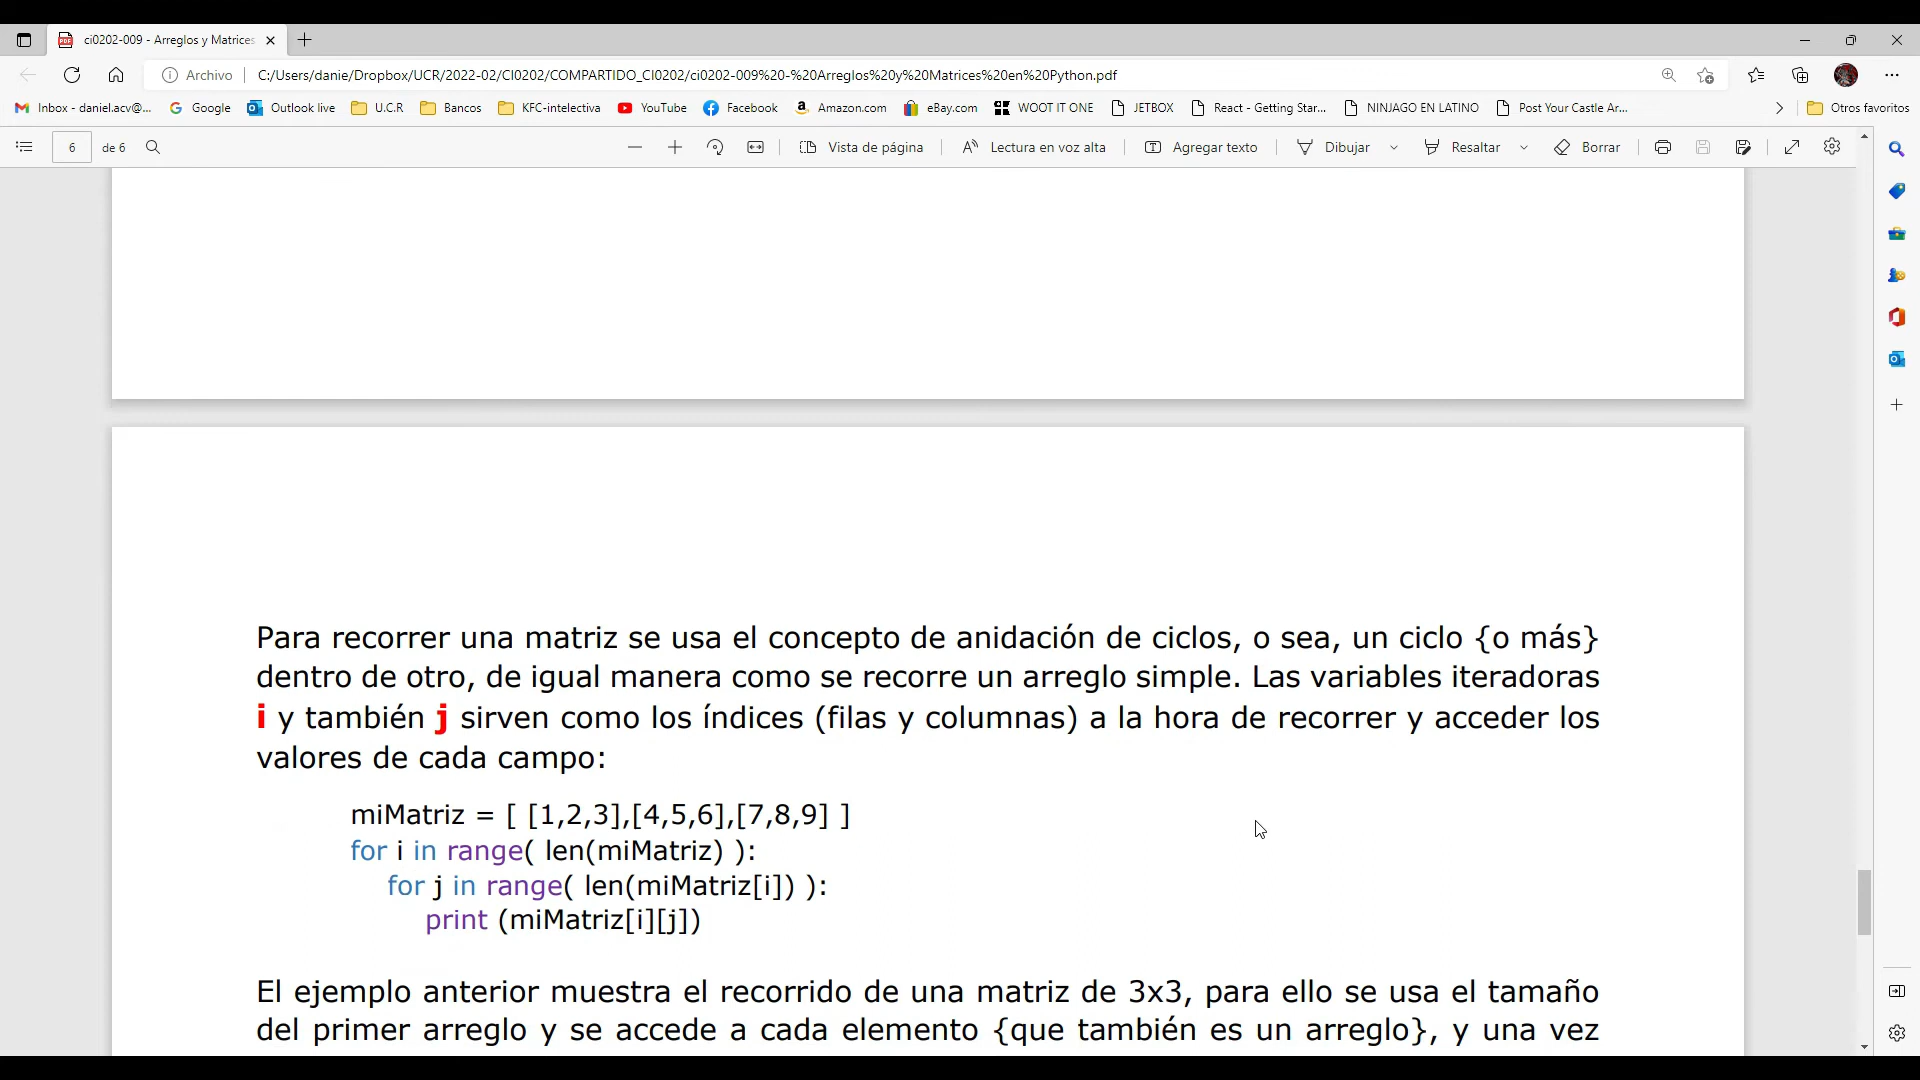 ci0202-009 - Arreglos y Matrices
Archivo
C:/Users/danie/Dropbox/UCR/2022-02/CI0202/COMPARTIDO_CI0202/ci0202-009%20-%20Arreglos%20y%20Matrices%20en%20Python.pdf
Inbox - daniel.acv@... Google Outlook live U.C.R Bancos KFC-intelectiva YouTube Facebook Amazon.com eBay.com WOOT IT ONE JETBOX React - Getting Star... NINJAGO EN LATINO Post Your Castle Ar... Otros favoritos
6 de 6 Vista de página Lectura en voz alta Agregar texto Dibujar Resaltar Borrar
Para recorrer una matriz se usa el concepto de anidación de ciclos, o sea, un ciclo {o más}
dentro de otro, de igual manera como se recorre un arreglo simple. Las variables iteradoras
i y también j sirven como los índices (filas y columnas) a la hora de recorrer y acceder los
valores de cada campo:
miMatriz = [ [1,2,3],[4,5,6],[7,8,9] ]
for i in range( len(miMatriz) ):
for j in range( len(miMatriz[i]) ):
print (miMatriz[i][j])
El ejemplo anterior muestra el recorrido de una matriz de 3x3, para ello se usa el tamaño
del primer arreglo y se accede a cada elemento {que también es un arreglo}, y una vez